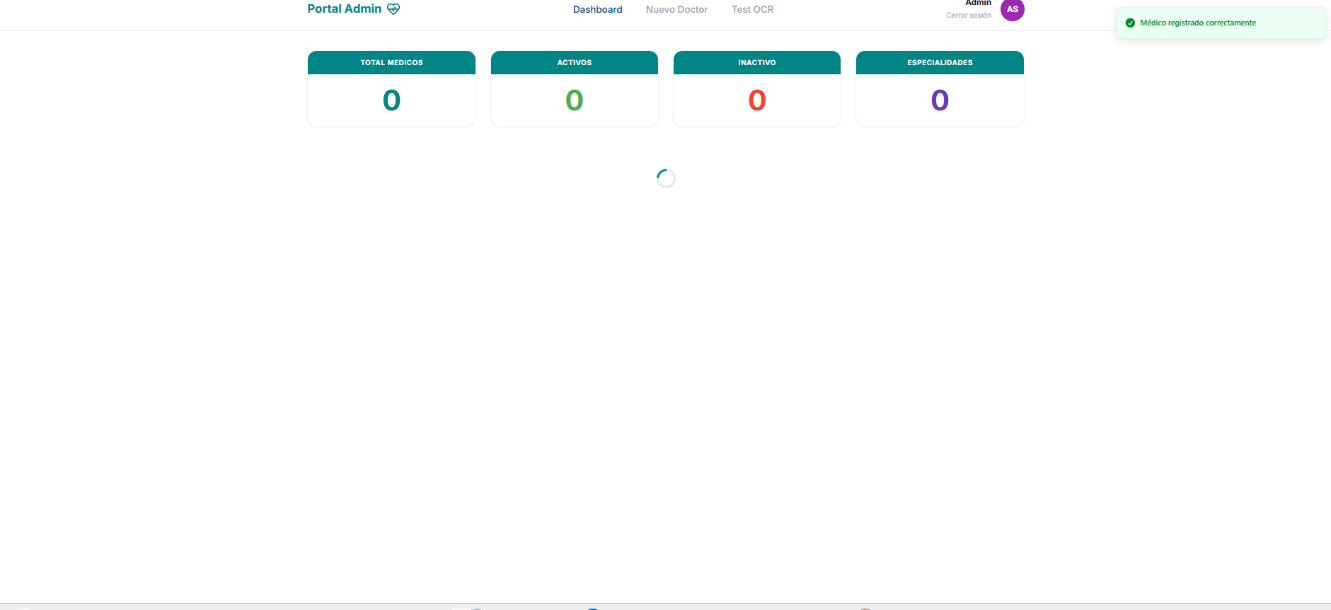 Portal Admin
Dashboard
Nuevo Doctor
Test OCR
Admin
Cerrar sesión
AS
Médico registrado correctamente
TOTAL MEDICOS
ACTIVOS
INACTIVO
ESPECIALIDADES
0
0
0
0